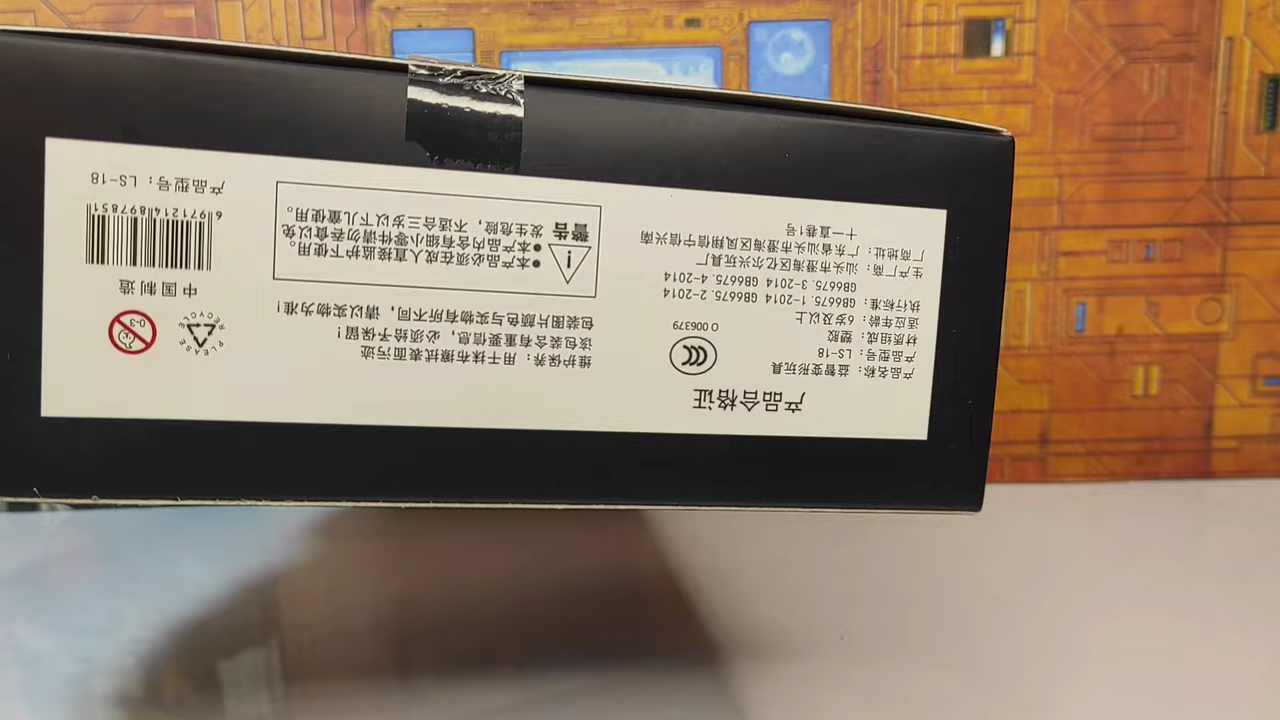 产品合格证
产品名称：益智变形玩具
产品型号：LS-18
材质组成：塑胶
适应年龄：6岁及以上
执行标准：GB6675.1-2014 GB6675.2-2014
GB6675.3-2014 GB6675.4-2014
生产厂商：汕头市澄海区亿尔兴玩具厂
厂商地址：广东省汕头市澄海区凤翔信宁信兴南
十一直巷1号
O 006379
维护保养：用干抹布擦拭表面污迹
该包装含有重要信息，必须给予保留！
包装图片颜色与实物有所不同，请以实物为准！
警告
●本产品必须在成人直接监护下使用。
●本产品内含有细小零件请勿吞食以免
发生危险，不适合三岁以下儿童使用。
PLEASE RECYCLE
0-3
中国制造
6 971214 897851
产品型号：LS-18